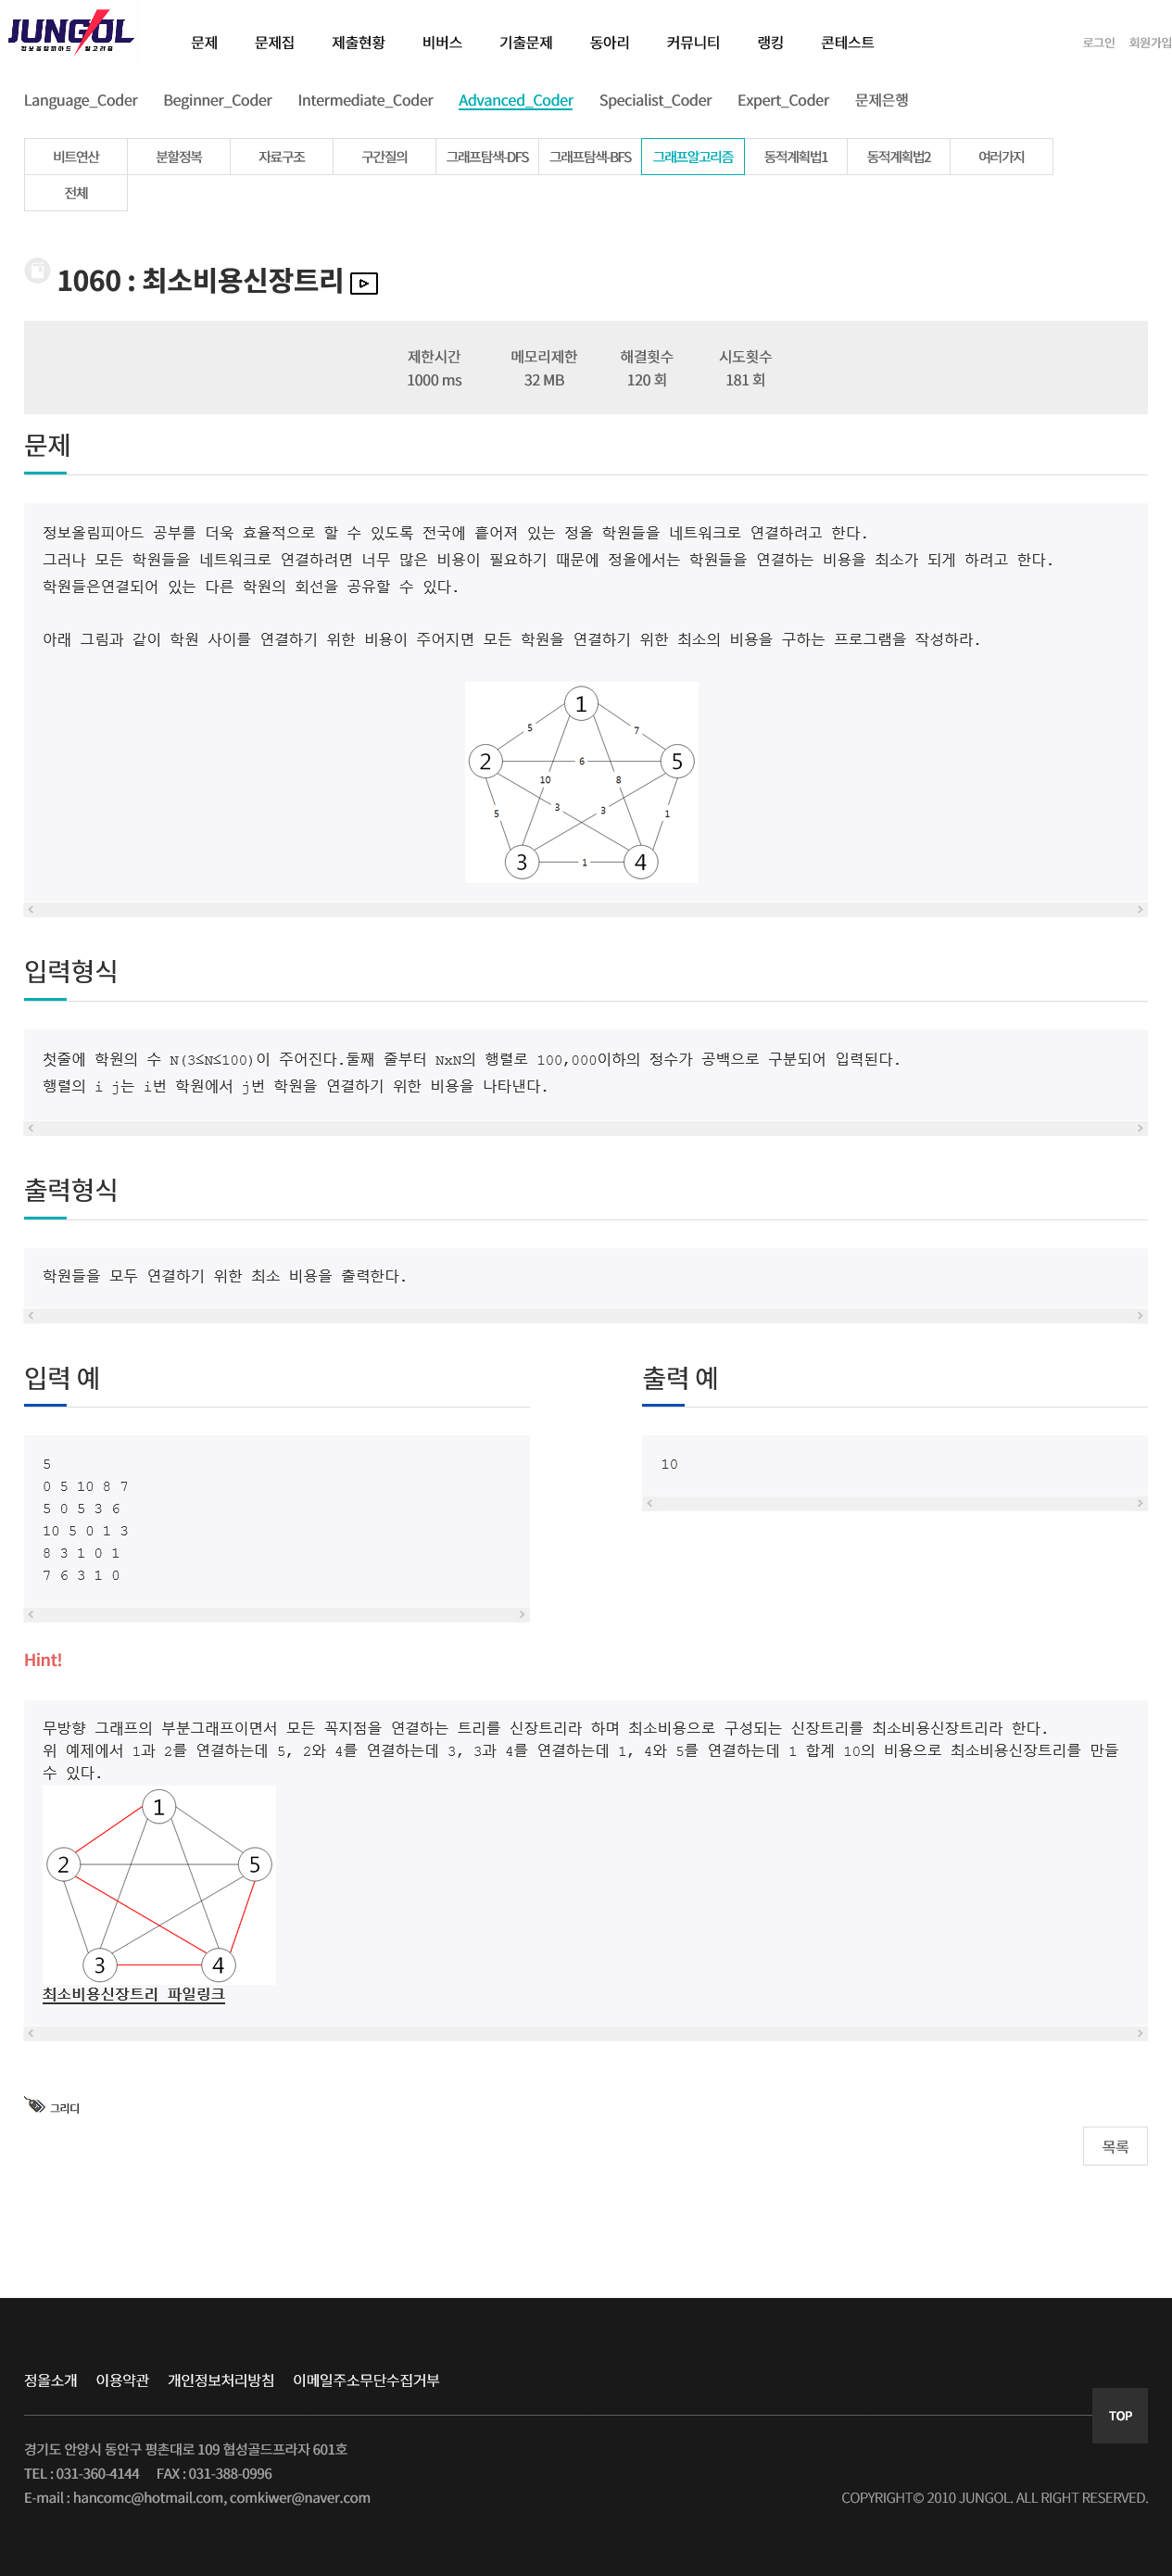 JUNGOL
정보올림피아드 알고리즘
문제 문제집 제출현황 비버스 기출문제 동아리 커뮤니티 랭킹 콘테스트 로그인 회원가입
Language_Coder Beginner_Coder Intermediate_Coder Advanced_Coder Specialist_Coder Expert_Coder 문제은행
비트연산 분할정복 자료구조 구간질의 그래프탐색-DFS 그래프탐색-BFS 그래프알고리즘 동적계획법1 동적계획법2 여러가지
전체
1060 : 최소비용신장트리
제한시간 메모리제한 해결횟수 시도횟수
1000 ms 32 MB 120 회 181 회
문제
정보올림피아드 공부를 더욱 효율적으로 할 수 있도록 전국에 흩어져 있는 정올 학원들을 네트워크로 연결하려고 한다.
그러나 모든 학원들을 네트워크로 연결하려면 너무 많은 비용이 필요하기 때문에 정올에서는 학원들을 연결하는 비용을 최소가 되게 하려고 한다.
학원들은연결되어 있는 다른 학원의 회선을 공유할 수 있다.
아래 그림과 같이 학원 사이를 연결하기 위한 비용이 주어지면 모든 학원을 연결하기 위한 최소의 비용을 구하는 프로그램을 작성하라.
1
5 7
2 6 5
10 8
3 3
5 1
3 1 4
입력형식
첫줄에 학원의 수 N(3≤N≤100)이 주어진다.둘째 줄부터 NxN의 행렬로 100,000이하의 정수가 공백으로 구분되어 입력된다.
행렬의 i j는 i번 학원에서 j번 학원을 연결하기 위한 비용을 나타낸다.
출력형식
학원들을 모두 연결하기 위한 최소 비용을 출력한다.
입력 예 출력 예
5 10
0 5 10 8 7
5 0 5 3 6
10 5 0 1 3
8 3 1 0 1
7 6 3 1 0
Hint!
무방향 그래프의 부분그래프이면서 모든 꼭지점을 연결하는 트리를 신장트리라 하며 최소비용으로 구성되는 신장트리를 최소비용신장트리라 한다.
위 예제에서 1과 2를 연결하는데 5, 2와 4를 연결하는데 3, 3과 4를 연결하는데 1, 4와 5를 연결하는데 1 합계 10의 비용으로 최소비용신장트리를 만들
수 있다.
1
2 5
3 4
최소비용신장트리 파일링크
그리디
목록
정올소개 이용약관 개인정보처리방침 이메일주소무단수집거부
TOP
경기도 안양시 동안구 평촌대로 109 협성골드프라자 601호
TEL : 031-360-4144 FAX : 031-388-0996
E-mail : hancomc@hotmail.com, comkiwer@naver.com COPYRIGHT© 2010 JUNGOL. ALL RIGHT RESERVED.